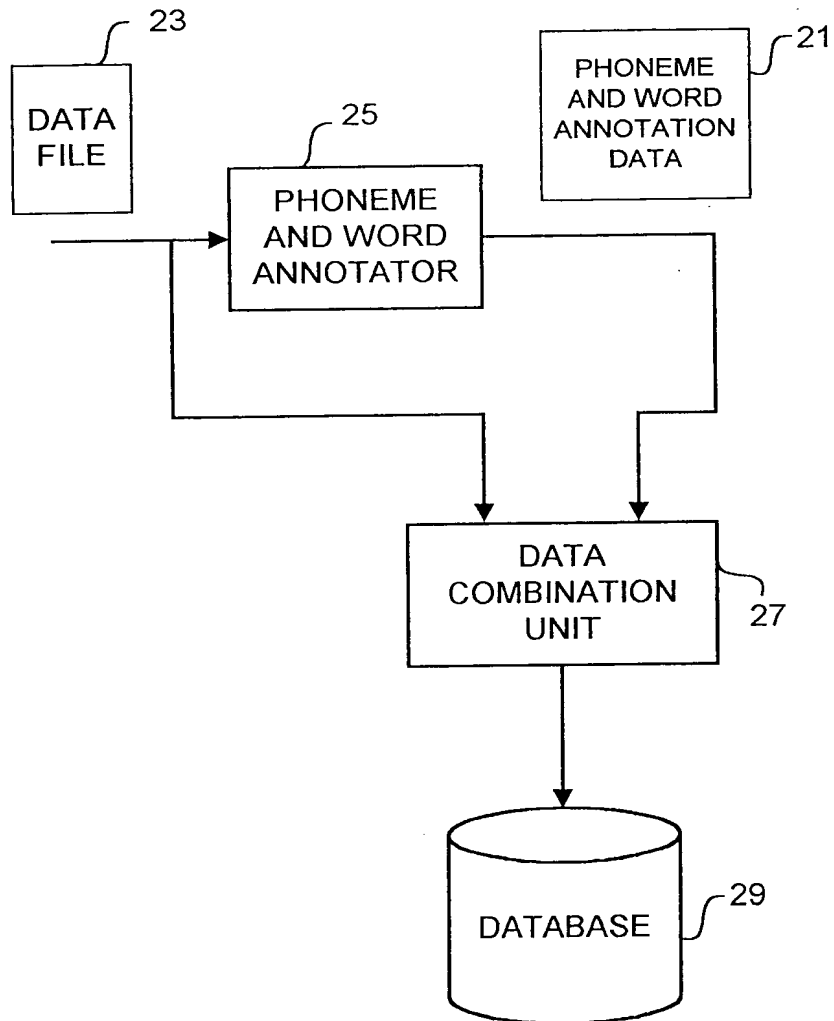 23
DATA
FILE
21
PHONEME
AND WORD
ANNOTATION
DATA
25
PHONEME
AND WORD
ANNOTATOR
DATA
COMBINATION
UNIT
27
DATABASE
29